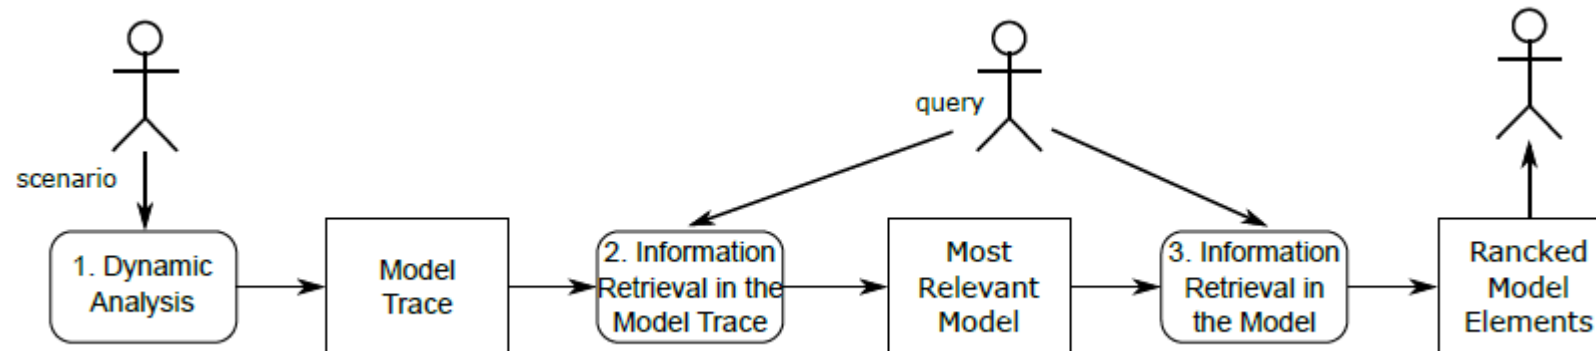 scenario
query
1. Dynamic
Analysis
Model
Trace
2. Information
Retrieval in the
Model Trace
Most
Relevant
Model
3. Information
Retrieval in
the Model
Rancked
Model
Elements